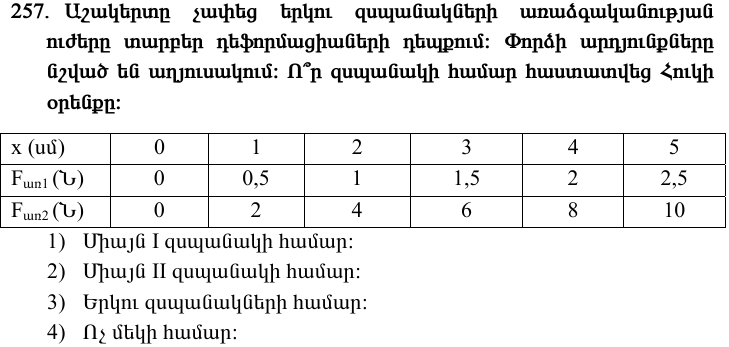 257. Աշակերտը չափեց երկու զսպանակների առաձգականության
ուժերը տարբեր դեֆորմացիաների դեպքում: Փորձի արդյունքները
նշված են աղյուսակում: Ո՞ր զսպանակի համար հաստատվեց Հուկի
օրենքը:
x (սմ) 0 1 2 3 4 5
Fառ1 (Ն) 0 0,5 1 1,5 2 2,5
Fառ2 (Ն) 0 2 4 6 8 10
1) Միայն I զսպանակի համար:
2) Միայն II զսպանակի համար:
3) Երկու զսպանակների համար:
4) Ոչ մեկի համար: